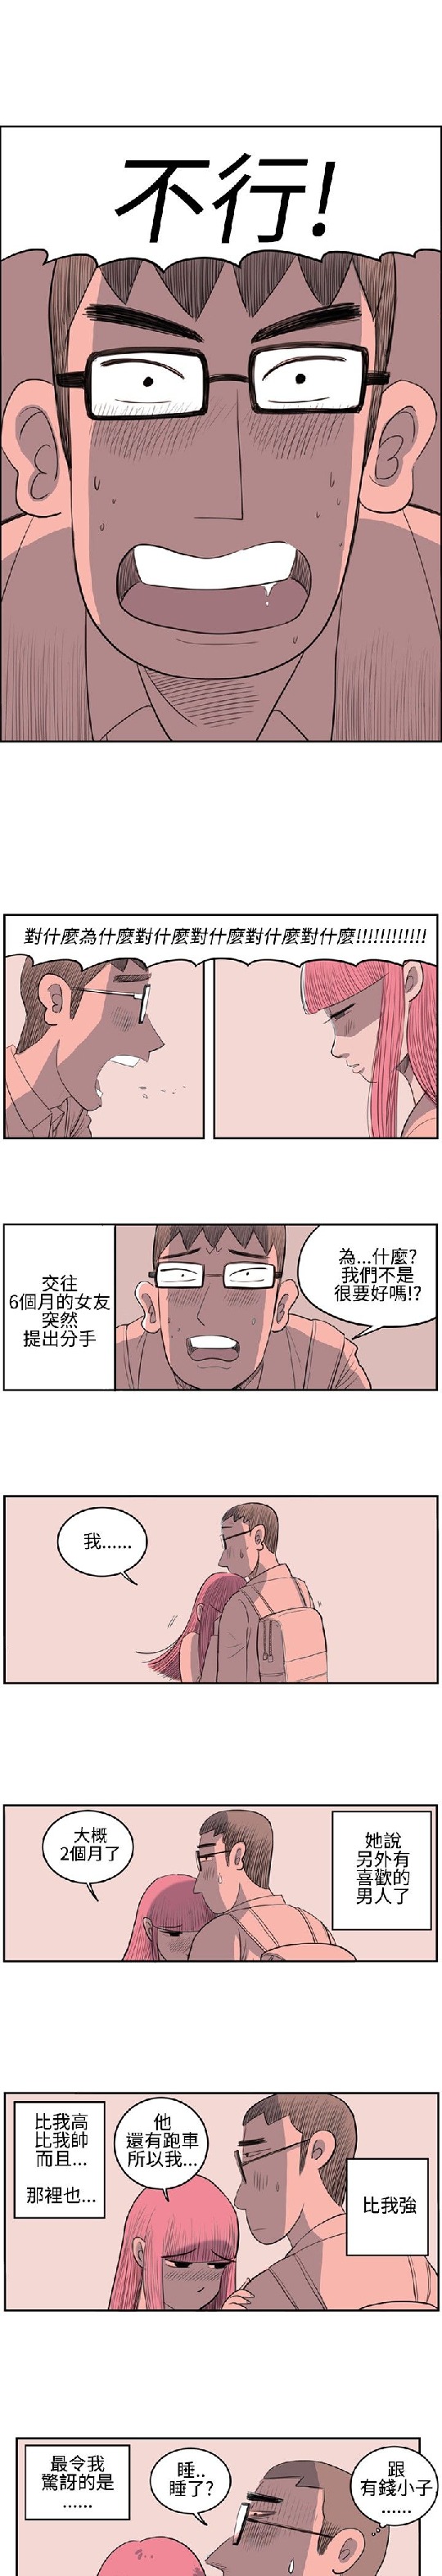 不行!
對什麼為什麼對什麼對什麼對什麼對什麼!!!!!!!!!!!!
交往
6個月的女友
突然
提出分手
為...什麼?
我們不是
很要好嗎!?
我......
大概
2個月了
她說
另外有
喜歡的
男人了
比我高
比我帥
而且...
那裡也...
他
還有跑車
所以我...
比我強
最令我
驚訝的是
......
睡..
睡了?
跟
有錢小子
......